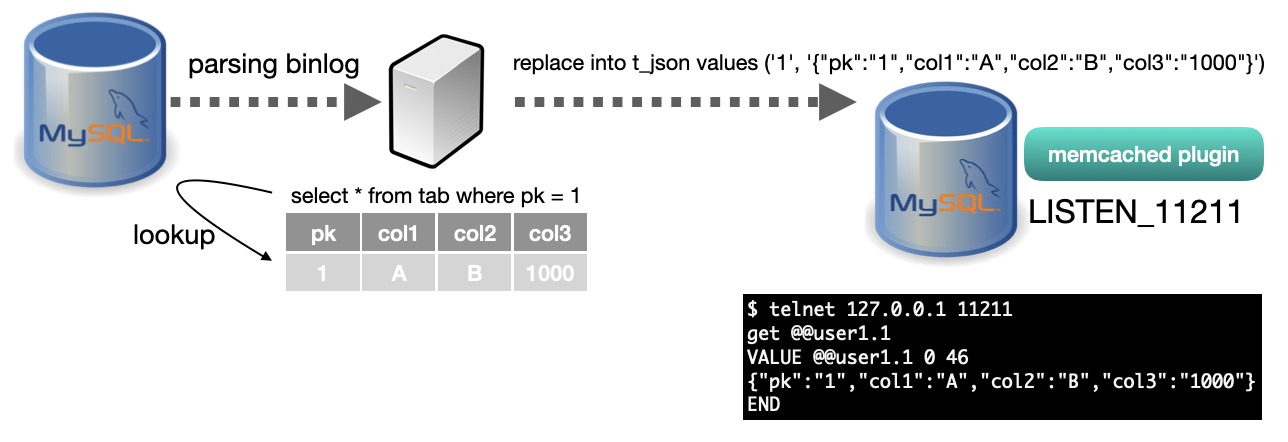 parsing binlog
replace into t_json values ('1', '{"pk":"1","col1":"A","col2":"B","col3":"1000"}')
MySQL
MySQL
memcached plugin
LISTEN_11211
select * from tab where pk = 1
lookup
pk col1 col2 col3
1 A B 1000
$ telnet 127.0.0.1 11211
get @@user1.1
VALUE @@user1.1 0 46
{"pk":"1","col1":"A","col2":"B","col3":"1000"}
END